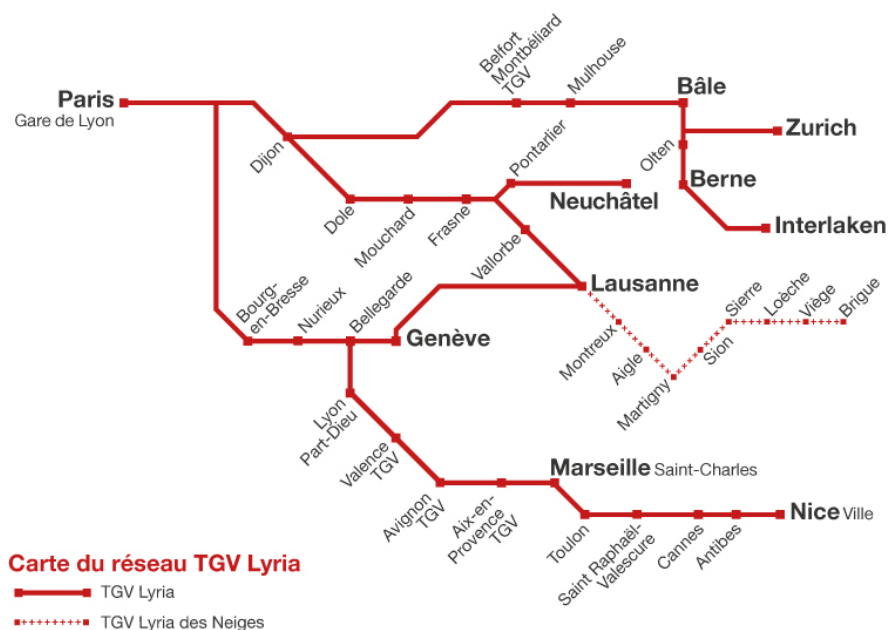 Paris
Gare de Lyon
Dijon
Belfort
Montbéliard
TGV
Mulhouse
Bâle
Zurich
Olten
Berne
Interlaken
Dole
Mouchard
Frasne
Pontarlier
Neuchâtel
Vallorbe
Lausanne
Montreux
Aigle
Martigny
Sion
Sierre
Loèche
Viège
Brigue
Bourg-
en-Bresse
Nurieux
Bellegarde
Genève
Lyon
Part-Dieu
Valence
TGV
Avignon
TGV
Aix-en-
Provence TGV
Marseille Saint-Charles
Toulon
Saint Raphaël-
Valescure
Cannes
Antibes
Nice Ville
Carte du réseau TGV Lyria
TGV Lyria
TGV Lyria des Neiges